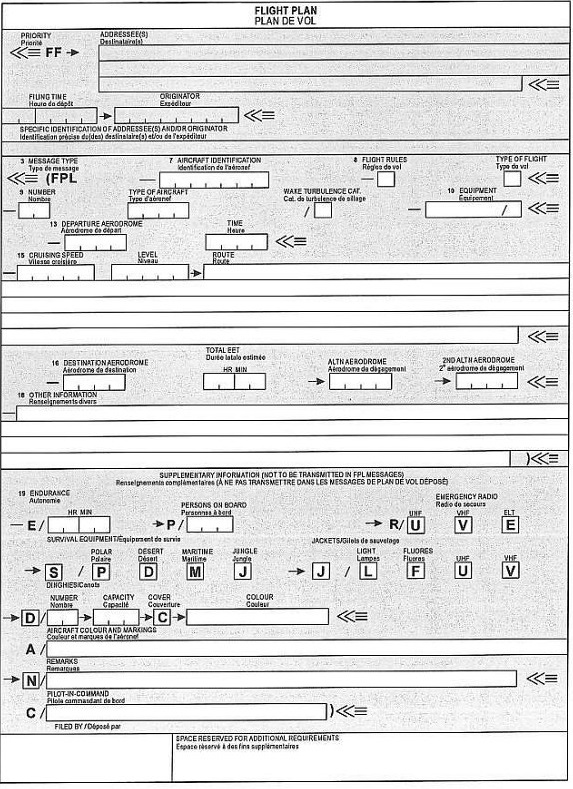 FLIGHT PLAN
PLAN DE VOL
PRIORITY
Priorité
ADDRESSEE(S)
Destinataire(s)
<<≡ FF →
<<≡
FILING TIME
Heure de dépôt
ORIGINATOR
Expéditeur
→ <<≡
SPECIFIC IDENTIFICATION OF ADDRESSEE(S) AND/OR ORIGINATOR
Identification précise du(des) destinataire(s) et/ou de l'expéditeur
3 MESSAGE TYPE
Type de message
7 AIRCRAFT IDENTIFICATION
Identification de l'aéronef
8 FLIGHT RULES
Règles de vol
TYPE OF FLIGHT
Type de vol
<<≡ (FPL — — <<≡
9 NUMBER
Nombre
TYPE OF AIRCRAFT
Type d'aéronef
WAKE TURBULENCE CAT.
Cat. de turbulence de sillage
10 EQUIPMENT
Équipement
— / — / <<≡
13 DEPARTURE AERODROME
Aérodrome de départ
TIME
Heure
— <<≡
15 CRUISING SPEED
Vitesse croisière
LEVEL
Niveau
ROUTE
Route
— →
<<≡
16 DESTINATION AERODROME
Aérodrome de destination
TOTAL EET
Durée totale estimée
HR MIN
ALTN AERODROME
Aérodrome de dégagement
2ND ALTN AERODROME
2e aérodrome de dégagement
— → → <<≡
18 OTHER INFORMATION
Renseignements divers
—
)<<≡
SUPPLEMENTARY INFORMATION (NOT TO BE TRANSMITTED IN FPL MESSAGES)
Renseignements complémentaires (À NE PAS TRANSMETTRE DANS LES MESSAGES DE PLAN DE VOL DÉPOSÉ)
19 ENDURANCE
Autonomie
HR MIN
PERSONS ON BOARD
Personnes à bord
EMERGENCY RADIO
Radio de secours
UHF VHF ELT
— E / → P / → R / U V E
SURVIVAL EQUIPMENT/Équipement de survie
JACKETS/Gilets de sauvetage
POLAR
Polaire
DESERT
Désert
MARITIME
Maritime
JUNGLE
Jungle
LIGHT
Lampes
FLUORES
Fluores
UHF
VHF
→ S / P D M J → J / L F U V
DINGHIES/Canots
NUMBER
Nombre
CAPACITY
Capacité
COVER
Couverture
COLOUR
Couleur
→ D / → → C → <<≡
AIRCRAFT COLOUR AND MARKINGS
Couleur et marques de l'aéronef
A /
REMARKS
Remarques
→ N / <<≡
PILOT-IN-COMMAND
Pilote commandant de bord
C / )<<≡
FILED BY / Déposé par
SPACE RESERVED FOR ADDITIONAL REQUIREMENTS
Espace réservé à des fins supplémentaires